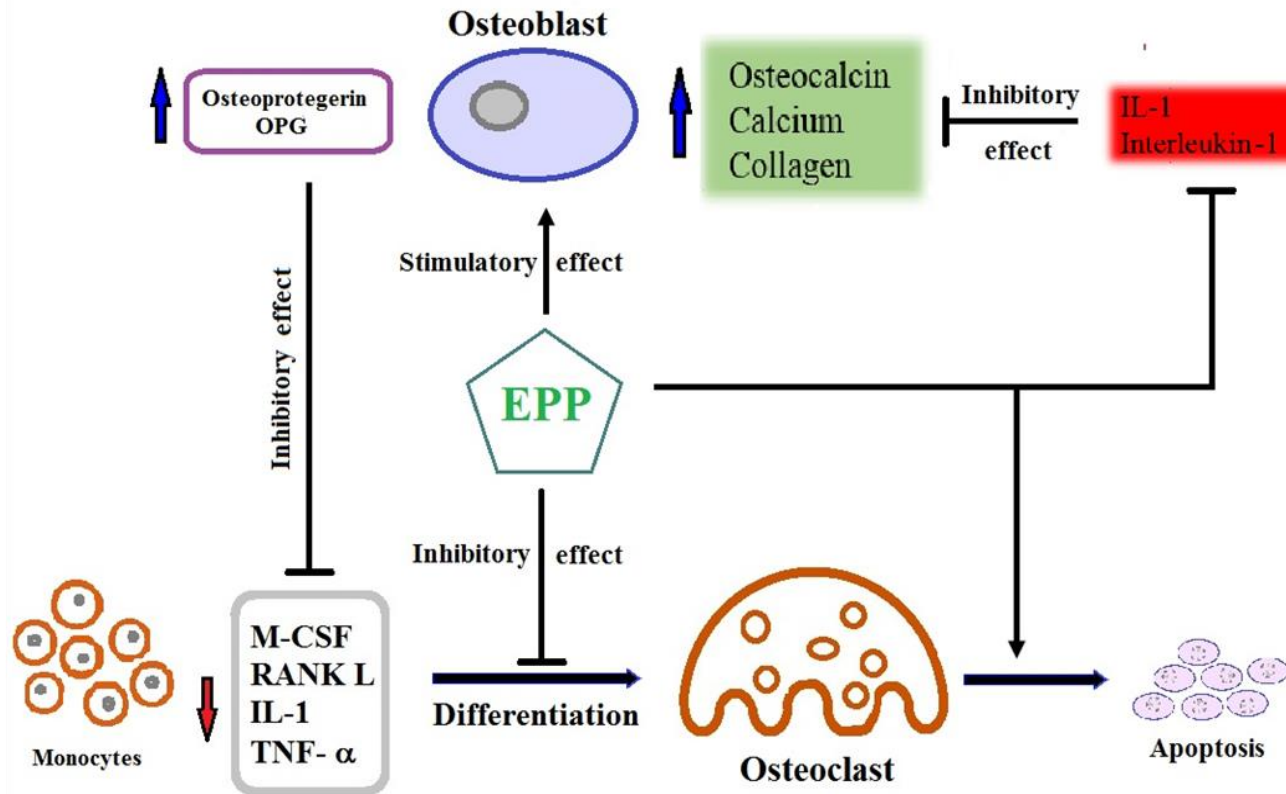 Osteoblast
Osteoprotegerin
OPG
Osteocalcin
Calcium
Collagen
Inhibitory
effect
IL-1
Interleukin-1
Stimulatory effect
Inhibitory effect
EPP
Inhibitory effect
Monocytes
M-CSF
RANK L
IL-1
TNF- α
Differentiation
Osteoclast
Apoptosis